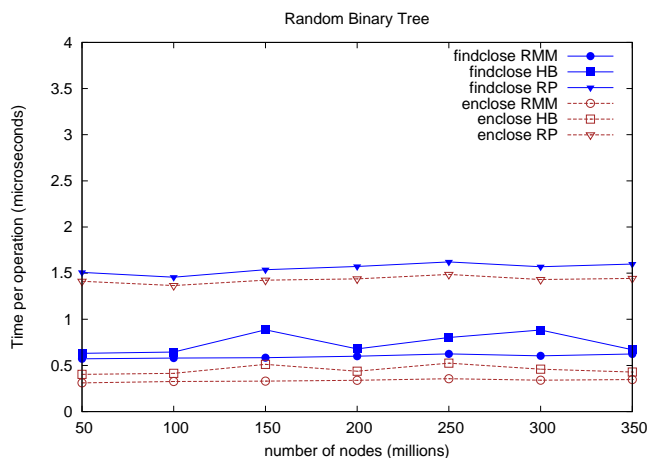 Random Binary Tree
4
3.5
3
2.5
2
1.5
1
0.5
0
Time per operation (microseconds)
findclose RMM
findclose HB
findclose RP
enclose RMM
enclose HB
enclose RP
50 100 150 200 250 300 350
number of nodes (millions)